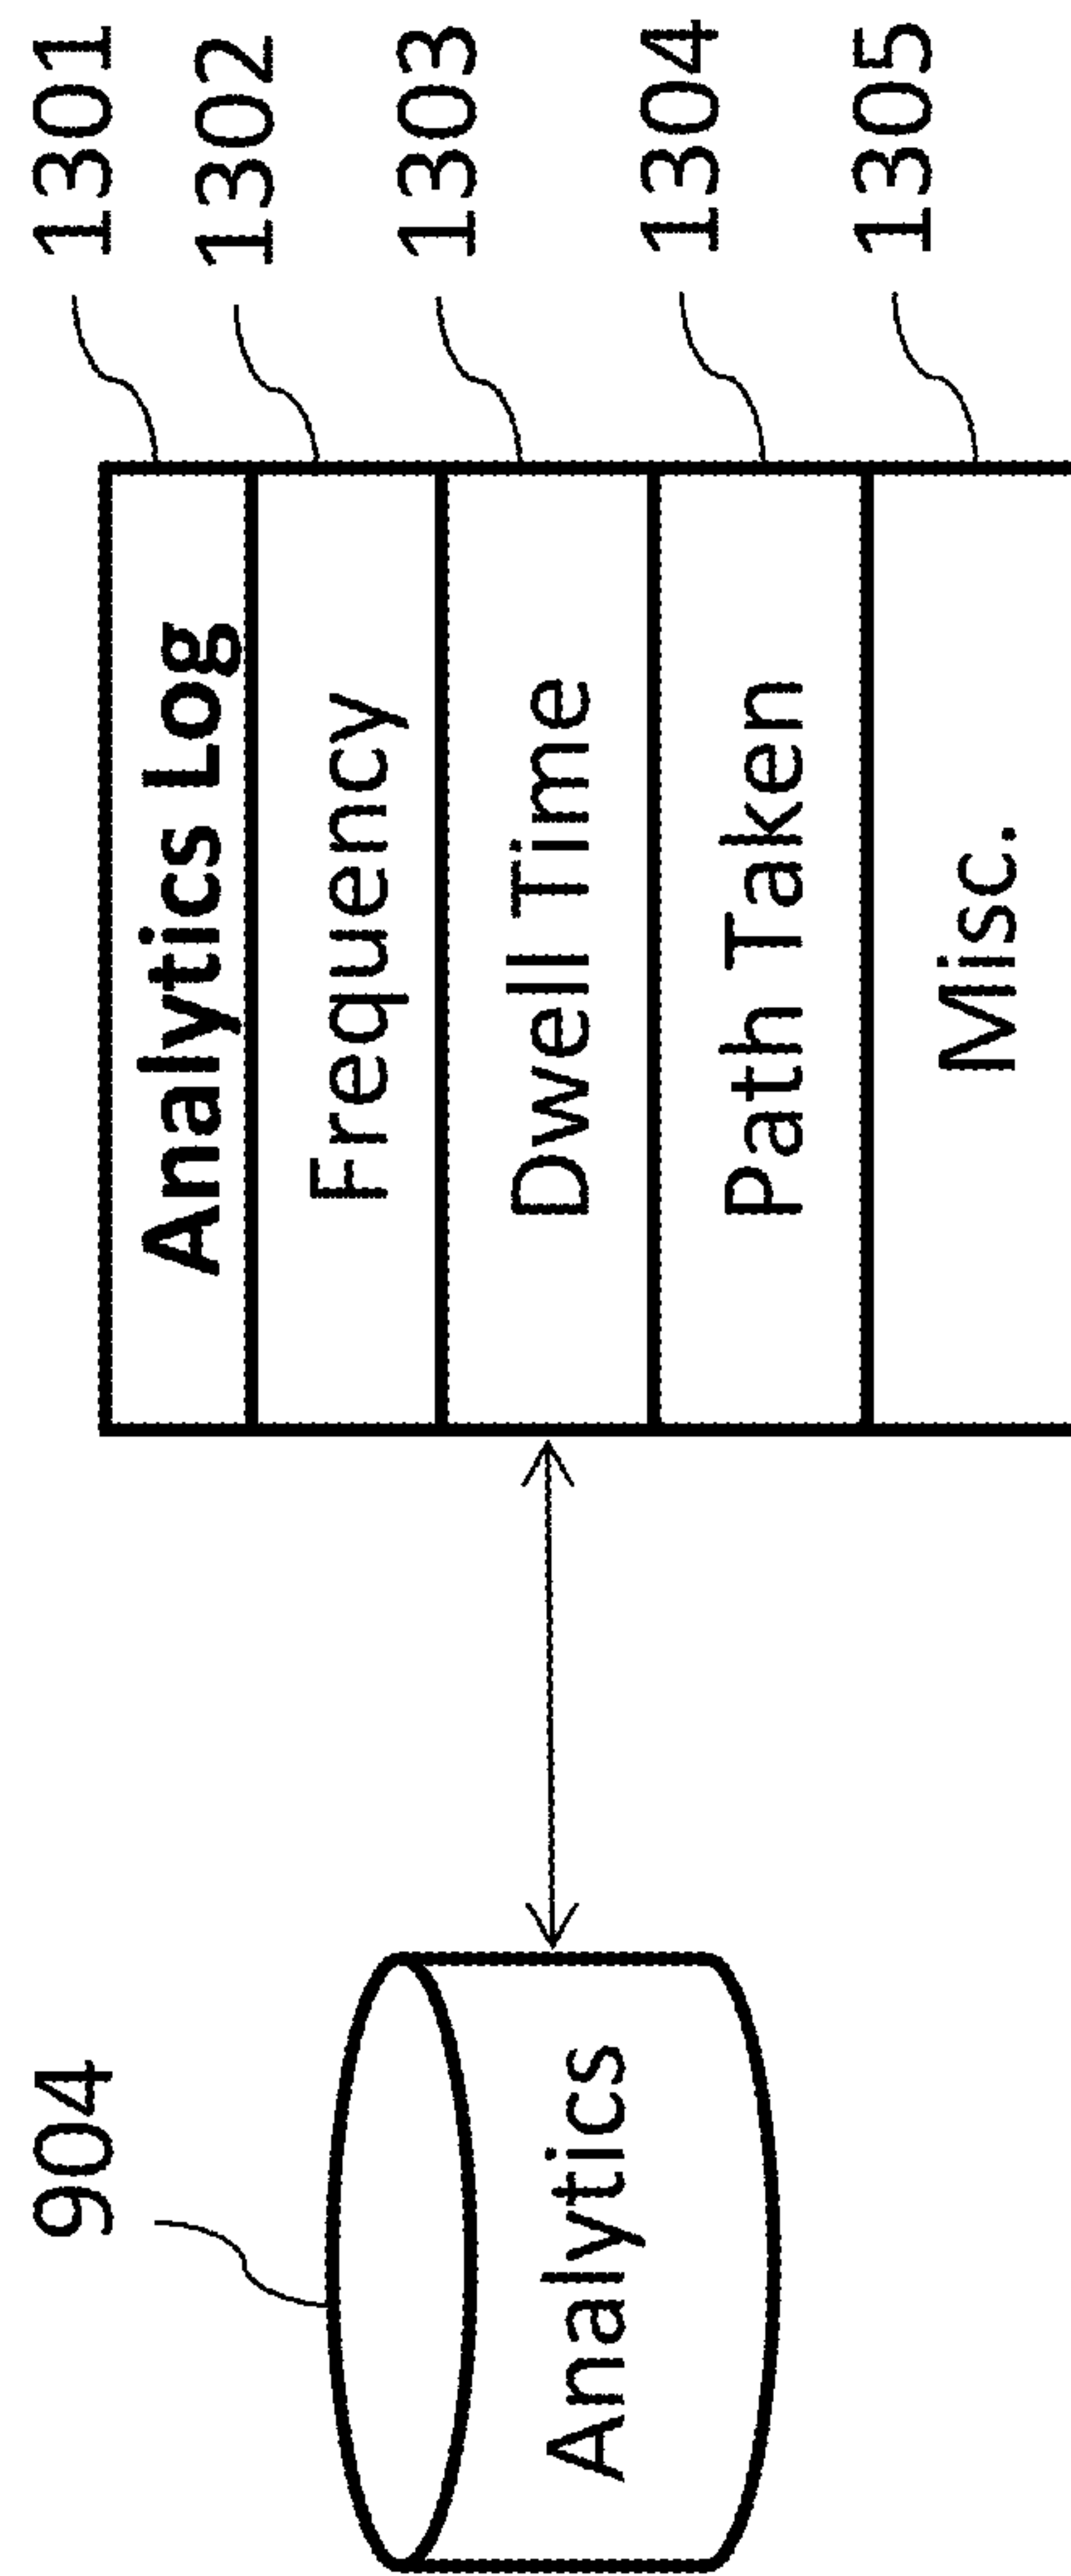 904
Analytics
Analytics Log
1301
Frequency
1302
Dwell Time
1303
Path Taken
1304
Misc.
1305